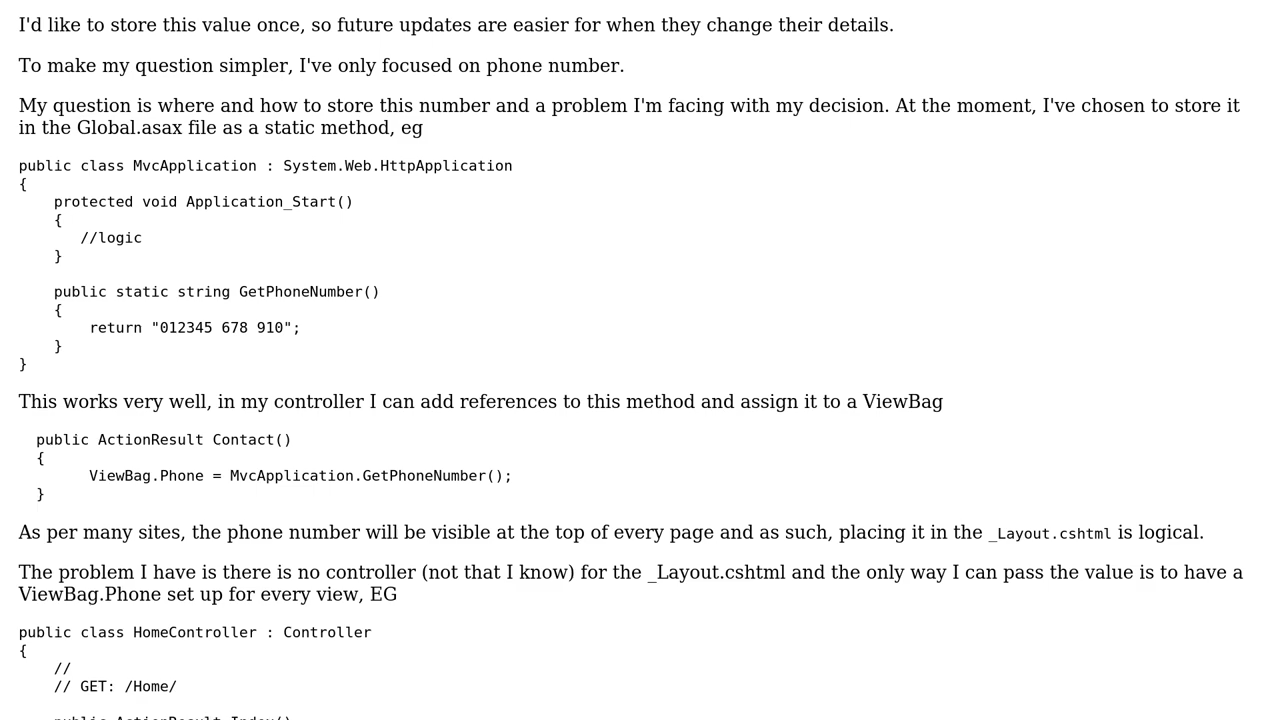 I'd like to store this value once, so future updates are easier for when they change their details.
To make my question simpler, I've only focused on phone number.
My question is where and how to store this number and a problem I'm facing with my decision. At the moment, I've chosen to store it
in the Global.asax file as a static method, eg
public class MvcApplication : System.Web.HttpApplication
{
    protected void Application_Start()
    {
       //logic
    }
    public static string GetPhoneNumber()
    {
        return "012345 678 910";
    }
}
This works very well, in my controller I can add references to this method and assign it to a ViewBag
  public ActionResult Contact()
  {
        ViewBag.Phone = MvcApplication.GetPhoneNumber();
  }
As per many sites, the phone number will be visible at the top of every page and as such, placing it in the _Layout.cshtml is logical.
The problem I have is there is no controller (not that I know) for the _Layout.cshtml and the only way I can pass the value is to have a
ViewBag.Phone set up for every view, EG
public class HomeController : Controller
{
    //
    // GET: /Home/
    public ActionResult Index()